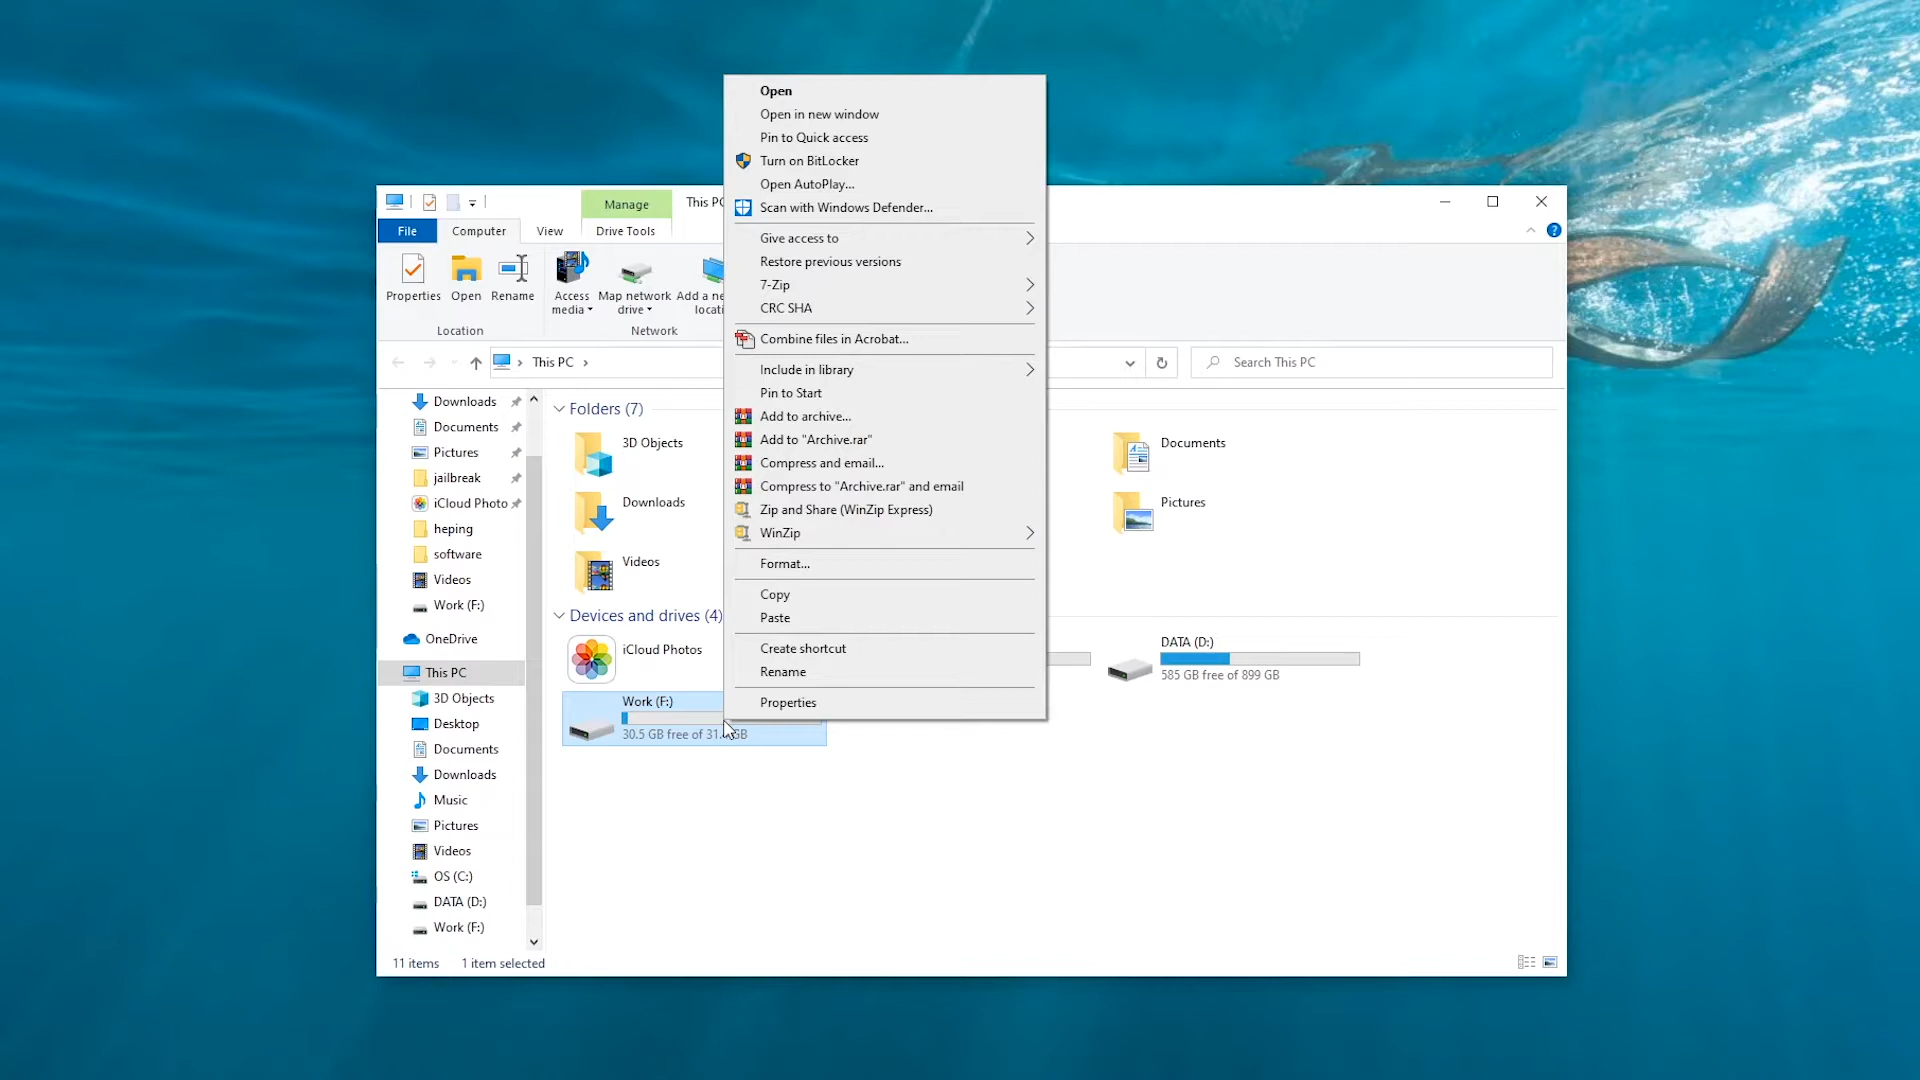 Open
Open in new window
Pin to Quick access
Turn on BitLocker
Open AutoPlay...
Scan with Windows Defender...
Give access to
Restore previous versions
7-Zip
CRC SHA
Combine files in Acrobat...
Include in library
Pin to Start
Add to archive...
Add to "Archive.rar"
Compress and email...
Compress to "Archive.rar" and email
Zip and Share (WinZip Express)
WinZip
Format...
Copy
Paste
Create shortcut
Rename
Properties
Manage
This PC
File
Computer
View
Drive Tools
Properties
Open
Rename
Access
media
Map network
drive
Add a
Location
Network
This PC
Search This PC
Downloads
Documents
Pictures
jailbreak
iCloud Photo
heping
software
Videos
Work (F:)
OneDrive
This PC
3D Objects
Desktop
Documents
Downloads
Music
Pictures
Videos
OS (C:)
DATA (D:)
Work (F:)
Folders (7)
3D Objects
Documents
Downloads
Pictures
Videos
Devices and drives (4)
iCloud Photos
DATA (D:)
585 GB free of 899 GB
Work (F:)
30.5 GB free of
GB
11 items
1 item selected